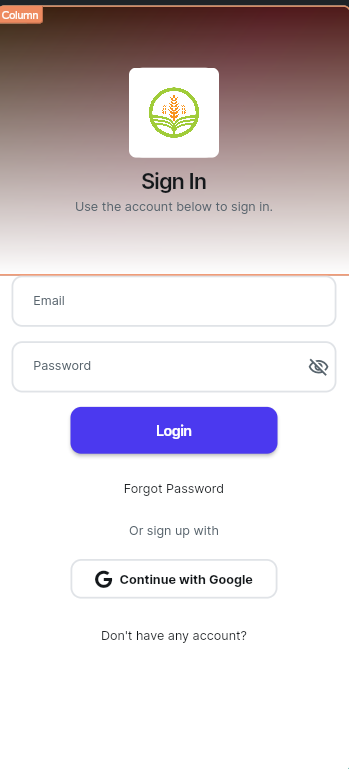 Column
Sign In
Use the account below to sign in.
Email
Password
Login
Forgot Password
Or sign up with
Continue with Google
Don't have any account?